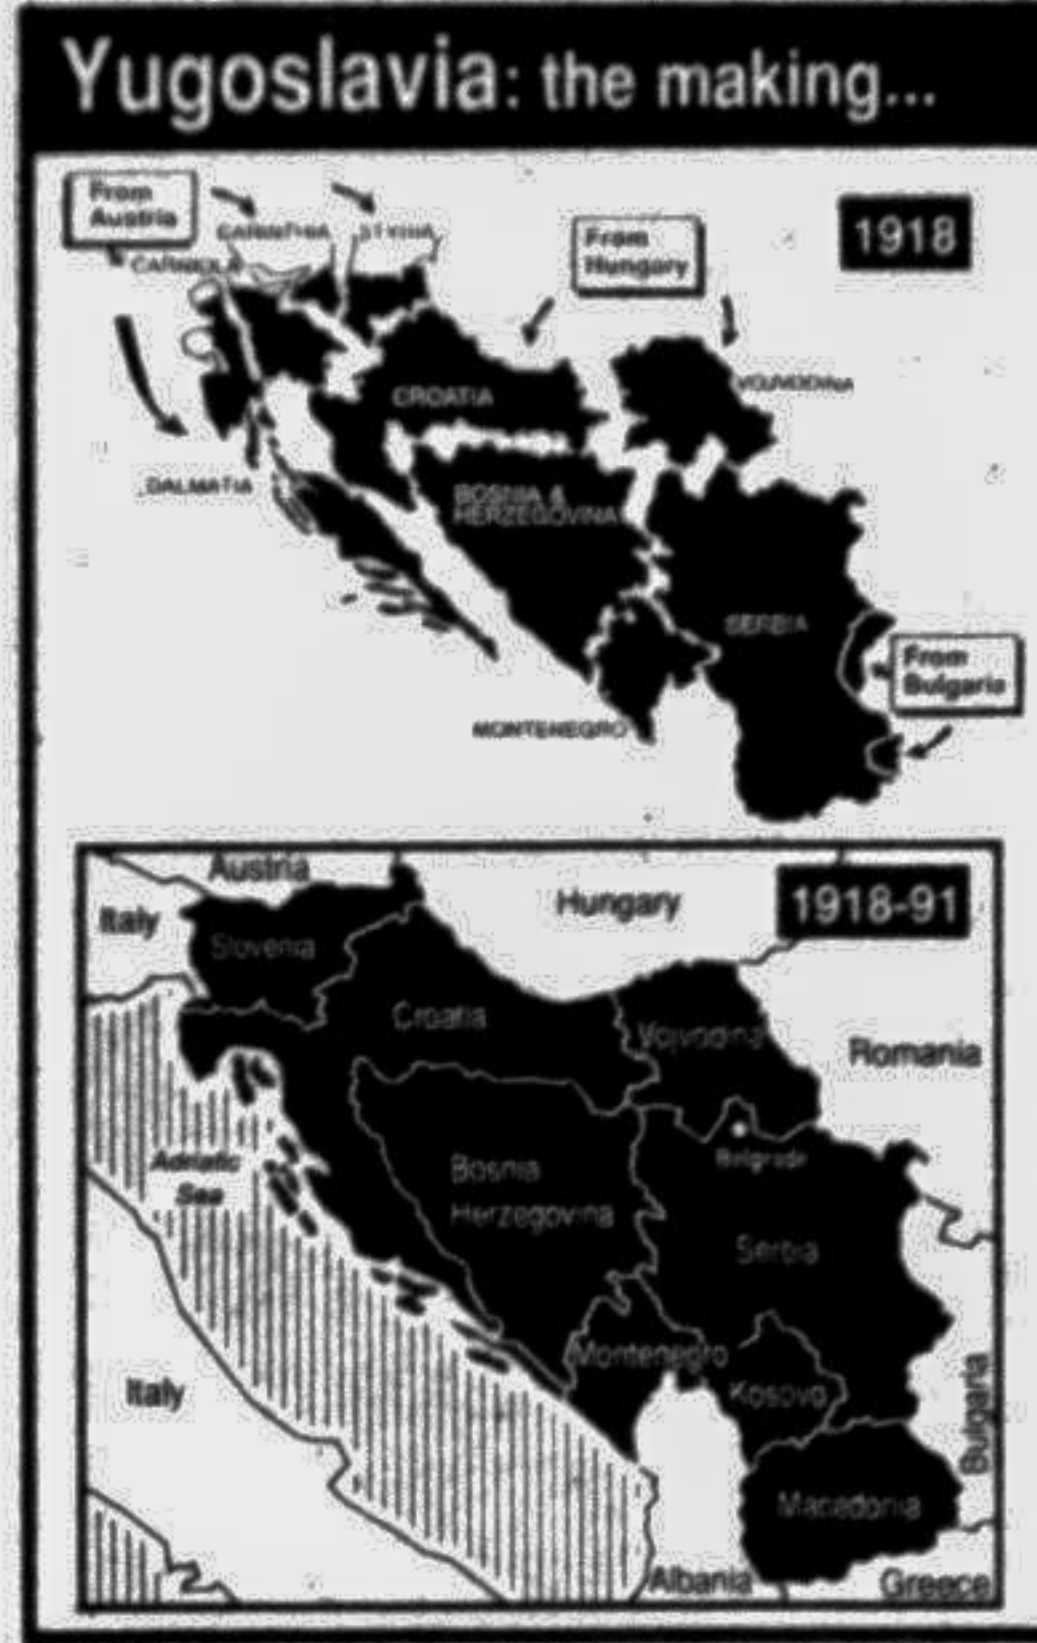 Yugoslavia: the making...
From
Austria
CARINTHIA
STYRIA
1918
From
Hungary
CARNIOLA
CROATIA
VOJVODINA
DALMATIA
BOSNIA &
HERZEGOVINA
SERBIA
From
Bulgaria
MONTENEGRO
Austria
Hungary
1918-91
Italy
Slovenia
Croatia
Vojvodina
Romania
Adriatic
Sea
Bosnia
Herzegovina
Belgrade
Serbia
Italy
Montenegro
Kosovo
Bulgaria
Macedonia
Albania
Greece